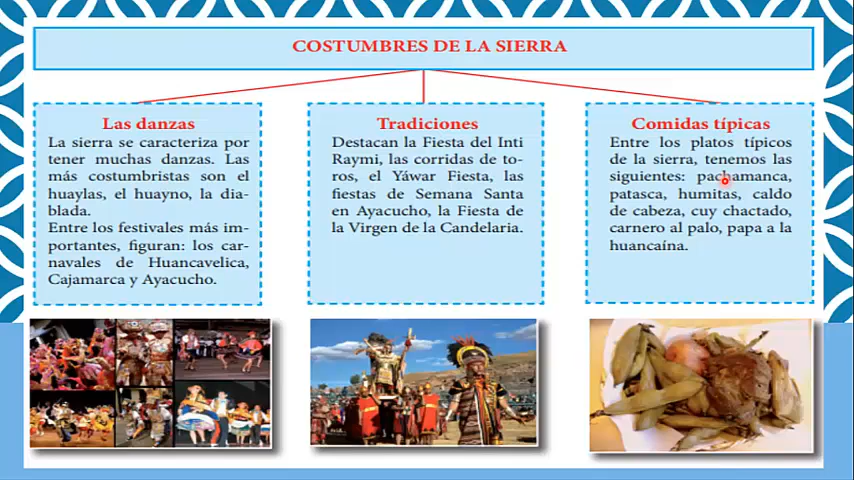 COSTUMBRES DE LA SIERRA
Las danzas
La sierra se caracteriza por
tener muchas danzas. Las
más costumbristas son el
huaylas, el huayno, la dia-
blada.
Entre los festivales más im-
portantes, figuran: los car-
navales de Huancavelica,
Cajamarca y Ayacucho.
Tradiciones
Destacan la Fiesta del Inti
Raymi, las corridas de to-
ros, el Yáwar Fiesta, las
fiestas de Semana Santa
en Ayacucho, la Fiesta de
la Virgen de la Candelaria.
Comidas típicas
Entre los platos típicos
de la sierra, tenemos las
siguientes: pachamanca,
patasca, humitas, caldo
de cabeza, cuy chactado,
carnero al palo, papa a la
huancaína.